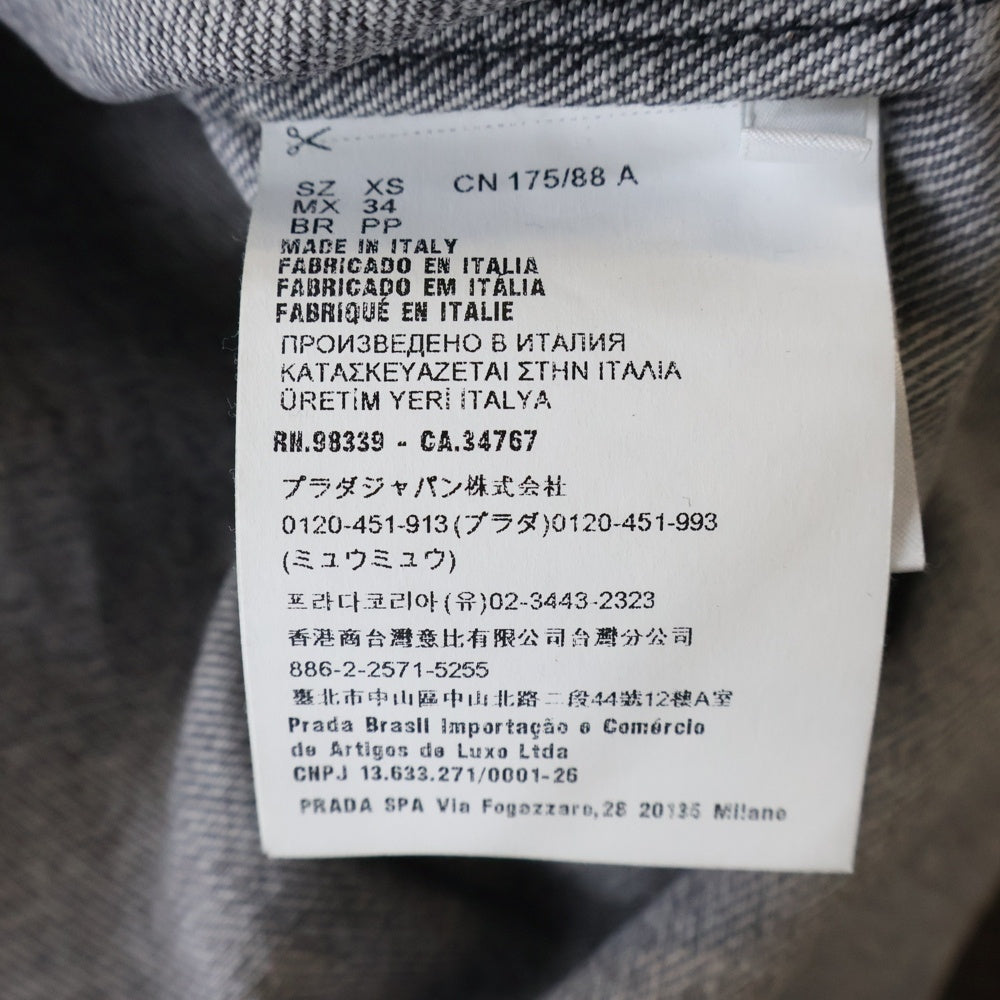 SZ XS CN 175/88 A
MX 34
BR PP
MADE IN ITALY
FABRICADO EN ITALIA
FABRICADO EM ITÁLIA
FABRIQUÉ EN ITALIE
ПРОИЗВЕДЕНО В ИТАЛИЯ
ΚΑΤΑΣΚΕΥΑΖΕΤΑΙ ΣΤΗΝ ΙΤΑΛΙΑ
ÜRETİM YERİ İTALYA
RN.98339 - CA.34767
プラダジャパン株式会社
0120-451-913(プラダ)0120-451-993
(ミュウミュウ)
프라다코리아(유)02-3443-2323
香港商台灣意比有限公司台灣分公司
886-2-2571-5255
臺北市中山區中山北路二段44號12樓A室
Prada Brasil Importação e Comércio
de Artigos de Luxo Ltda
CNPJ 13.633.271/0001-26
PRADA SPA Via Fogazzaro,28 20135 Milano